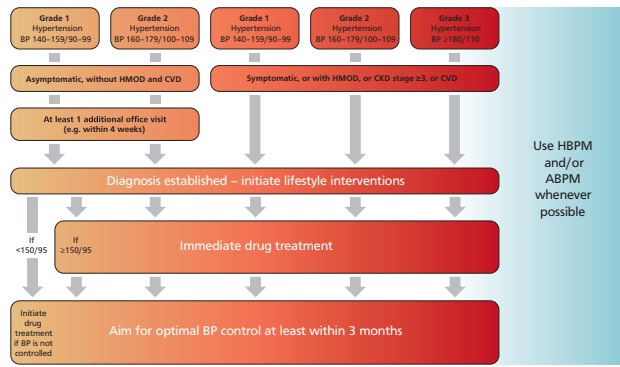 Grade 1
Hypertension
BP 140–159/90–99
Grade 2
Hypertension
BP 160–179/100–109
Grade 1
Hypertension
BP 140–159/90–99
Grade 2
Hypertension
BP 160–179/100–109
Grade 3
Hypertension
BP ≥180/110
Asymptomatic, without HMOD and CVD
Symptomatic, or with HMOD, or CKD stage ≥3, or CVD
At least 1 additional office visit
(e.g. within 4 weeks)
Use HBPM
and/or
ABPM
whenever
possible
Diagnosis established – initiate lifestyle interventions
If
<150/95
If
≥150/95
Immediate drug treatment
Initiate
drug
treatment
if BP is not
controlled
Aim for optimal BP control at least within 3 months